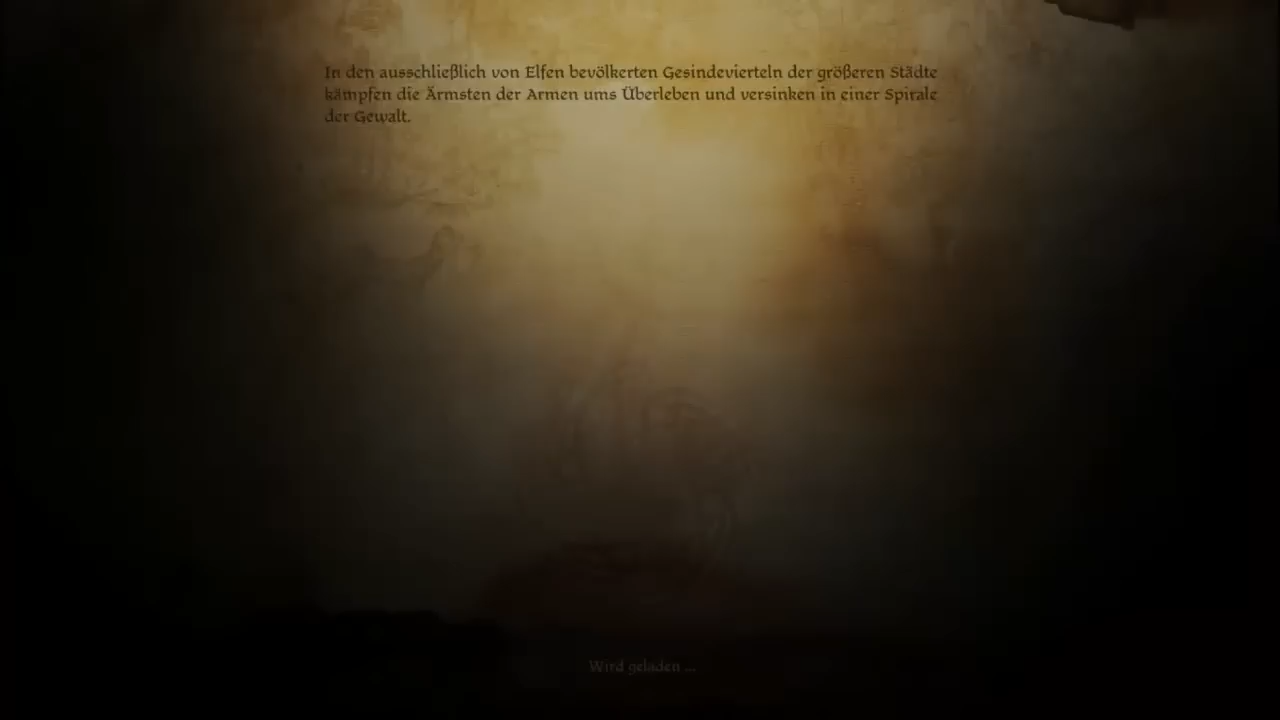 In den ausschließlich von Elfen bevölkerten Gesindevierteln der größeren Städte
kämpfen die Ärmsten der Armen ums Überleben und versinken in einer Spirale
der Gewalt.
Wird geladen ...